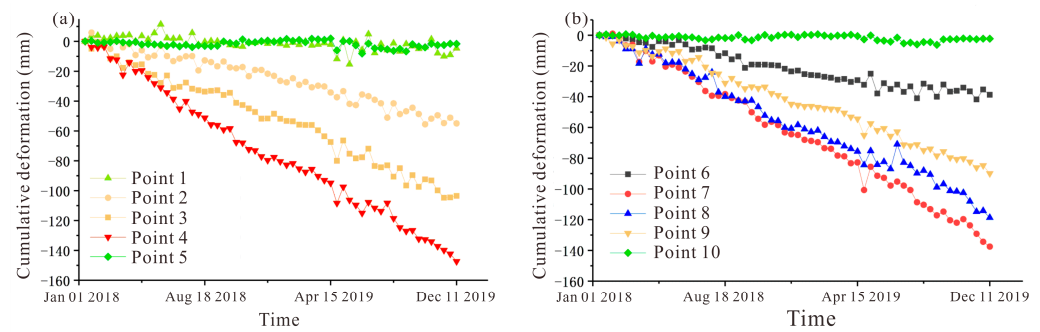 (a)
Cumulative deformation (mm)
0
−20
−40
−60
−80
−100
−120
−140
−160
Point 1
Point 2
Point 3
Point 4
Point 5
Jan 01 2018
Aug 18 2018
Apr 15 2019
Dec 11 2019
Time
(b)
Cumulative deformation (mm)
0
−20
−40
−60
−80
−100
−120
−140
−160
Point 6
Point 7
Point 8
Point 9
Point 10
Jan 01 2018
Aug 18 2018
Apr 15 2019
Dec 11 2019
Time